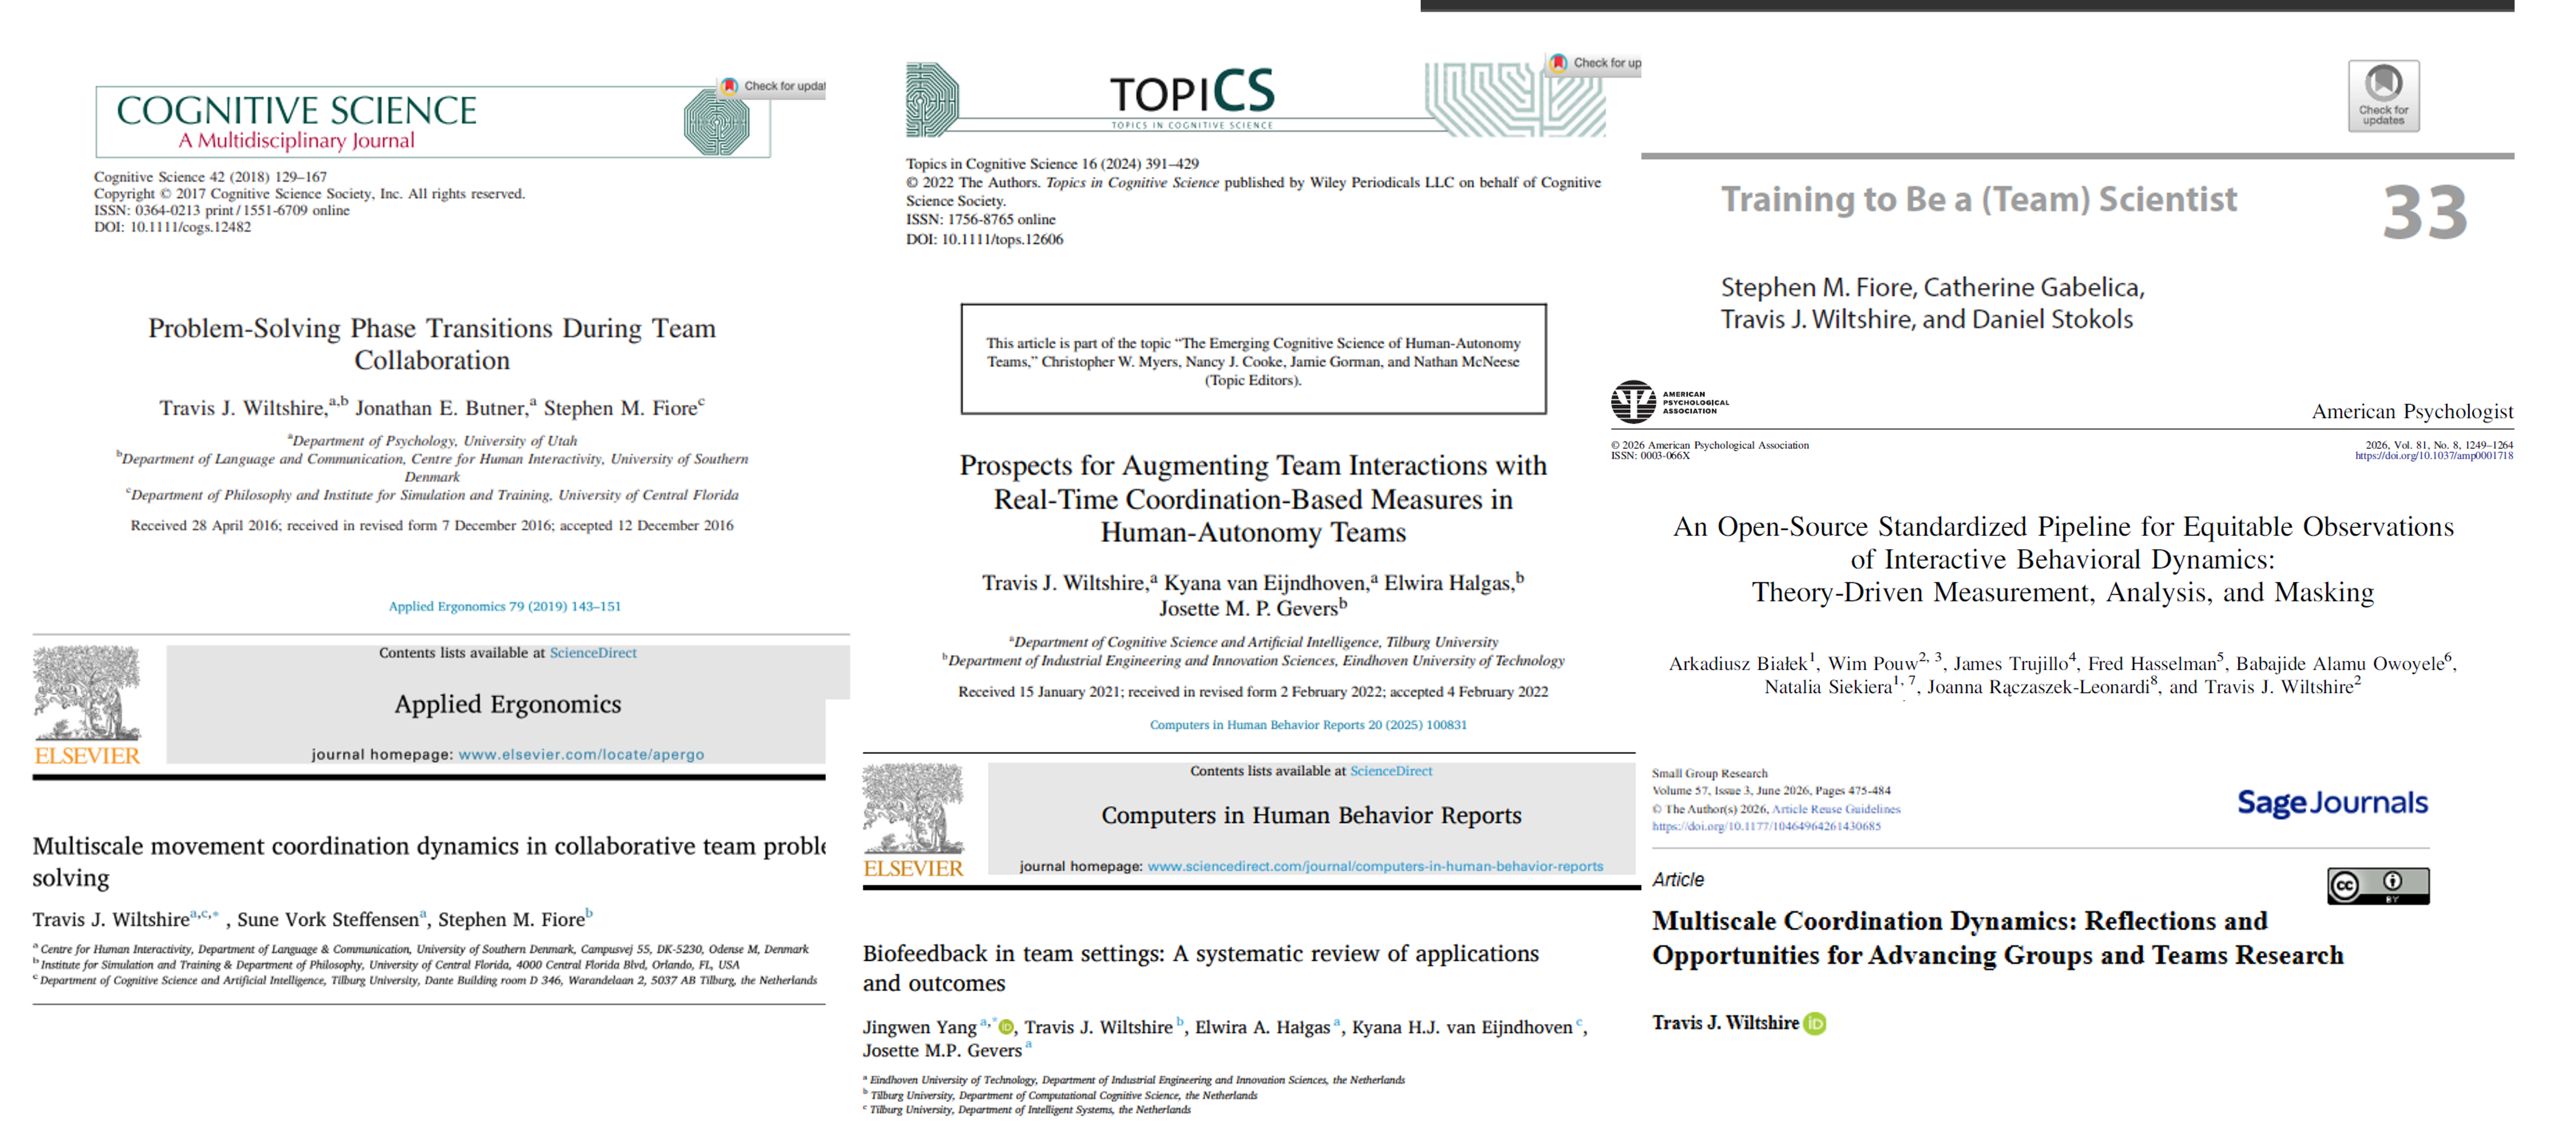 Check for updat
COGNITIVE SCIENCE
A Multidisciplinary Journal
Cognitive Science 42 (2018) 129–167
Copyright © 2017 Cognitive Science Society, Inc. All rights reserved.
ISSN: 0364-0213 print / 1551-6709 online
DOI: 10.1111/cogs.12482
Problem-Solving Phase Transitions During Team
Collaboration
Travis J. Wiltshire,a,b Jonathan E. Butner,a Stephen M. Fiorec
aDepartment of Psychology, University of Utah
bDepartment of Language and Communication, Centre for Human Interactivity, University of Southern
Denmark
cDepartment of Philosophy and Institute for Simulation and Training, University of Central Florida
Received 28 April 2016; received in revised form 7 December 2016; accepted 12 December 2016
Applied Ergonomics 79 (2019) 143–151
Contents lists available at ScienceDirect
Applied Ergonomics
ELSEVIER
journal homepage: www.elsevier.com/locate/apergo
Multiscale movement coordination dynamics in collaborative team proble
solving
Travis J. Wiltshirea,c,* , Sune Vork Steffensena, Stephen M. Fioreb
a Centre for Human Interactivity, Department of Language & Communication, University of Southern Denmark, Campusvej 55, DK-5230, Odense M, Denmark
b Institute for Simulation and Training & Department of Philosophy, University of Central Florida, 4000 Central Florida Blvd, Orlando, FL, USA
c Department of Cognitive Science and Artificial Intelligence, Tilburg University, Dante Building room D 346, Warandelaan 2, 5037 AB Tilburg, the Netherlands
Check for up
TOPICS
TOPICS IN COGNITIVE SCIENCE
Topics in Cognitive Science 16 (2024) 391–429
© 2022 The Authors. Topics in Cognitive Science published by Wiley Periodicals LLC on behalf of Cognitive
Science Society.
ISSN: 1756-8765 online
DOI: 10.1111/tops.12606
This article is part of the topic “The Emerging Cognitive Science of Human-Autonomy
Teams,” Christopher W. Myers, Nancy J. Cooke, Jamie Gorman, and Nathan McNeese
(Topic Editors).
Prospects for Augmenting Team Interactions with
Real-Time Coordination-Based Measures in
Human-Autonomy Teams
Travis J. Wiltshire,a Kyana van Eijndhoven,a Elwira Halgas,b
Josette M. P. Geversb
aDepartment of Cognitive Science and Artificial Intelligence, Tilburg University
bDepartment of Industrial Engineering and Innovation Sciences, Eindhoven University of Technology
Received 15 January 2021; received in revised form 2 February 2022; accepted 4 February 2022
Computers in Human Behavior Reports 20 (2025) 100831
Contents lists available at ScienceDirect
Computers in Human Behavior Reports
ELSEVIER
journal homepage: www.sciencedirect.com/journal/computers-in-human-behavior-reports
Biofeedback in team settings: A systematic review of applications
and outcomes
Jingwen Yang a,* iD, Travis J. Wiltshire b, Elwira A. Hałgas a, Kyana H.J. van Eijndhoven c,
Josette M.P. Gevers a
a Eindhoven University of Technology, Department of Industrial Engineering and Innovation Sciences, the Netherlands
b Tilburg University, Department of Computational Cognitive Science, the Netherlands
c Tilburg University, Department of Intelligent Systems, the Netherlands
Check for
updates
Training to Be a (Team) Scientist
33
Stephen M. Fiore, Catherine Gabelica,
Travis J. Wiltshire, and Daniel Stokols
AMERICAN
PSYCHOLOGICAL
ASSOCIATION
American Psychologist
© 2026 American Psychological Association
ISSN: 0003-066X
2026, Vol. 81, No. 8, 1249–1264
https://doi.org/10.1037/amp0001718
An Open-Source Standardized Pipeline for Equitable Observations
of Interactive Behavioral Dynamics:
Theory-Driven Measurement, Analysis, and Masking
Arkadiusz Białek1, Wim Pouw2, 3, James Trujillo4, Fred Hasselman5, Babajide Alamu Owoyele6,
Natalia Siekiera1, 7, Joanna Rączaszek-Leonardi8, and Travis J. Wiltshire2
Small Group Research
Volume 57, Issue 3, June 2026, Pages 475-484
© The Author(s) 2026, Article Reuse Guidelines
https://doi.org/10.1177/10464964261430685
Sage Journals
Article
cc BY
Multiscale Coordination Dynamics: Reflections and
Opportunities for Advancing Groups and Teams Research
Travis J. Wiltshire iD